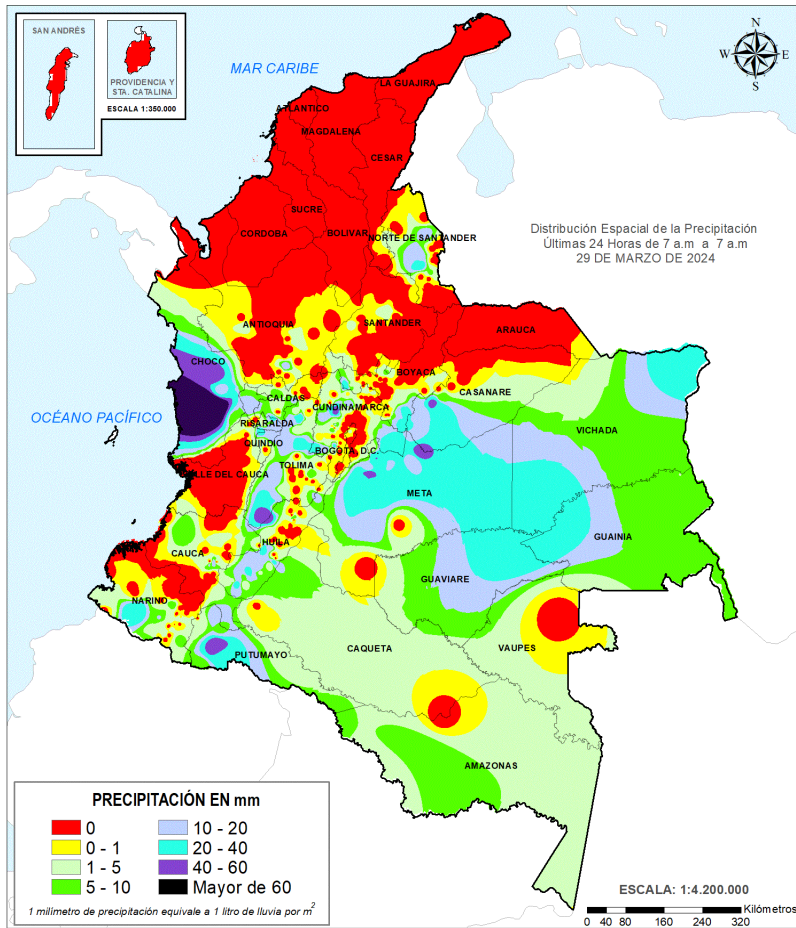 SAN ANDRÉS
PROVIDENCIA Y
STA. CATALINA
ESCALA 1:350.000
MAR CARIBE
N
W
E
S
LA GUAJIRA
ATLANTICO
MAGDALENA
CESAR
SUCRE
CORDOBA
BOLIVAR
NORTE DE SANTANDER
Distribución Espacial de la Precipitación
Últimas 24 Horas de 7 a.m a 7 a.m
29 DE MARZO DE 2024
ANTIOQUIA
SANTANDER
ARAUCA
CHOCO
BOYACA
CASANARE
CALDAS
CUNDINAMARCA
OCÉANO PACÍFICO
RISARALDA
VICHADA
QUINDIO
BOGOTA, D.C.
TOLIMA
VALLE DEL CAUCA
META
GUAINIA
HUILA
CAUCA
GUAVIARE
NARIÑO
CAQUETA
VAUPES
PUTUMAYO
AMAZONAS
PRECIPITACIÓN EN mm
0
0 - 1
1 - 5
5 - 10
10 - 20
20 - 40
40 - 60
Mayor de 60
1 milímetro de precipitación equivale a 1 litro de lluvia por m²
ESCALA: 1:4.200.000
Kilómetros
0 40 80 160 240 320